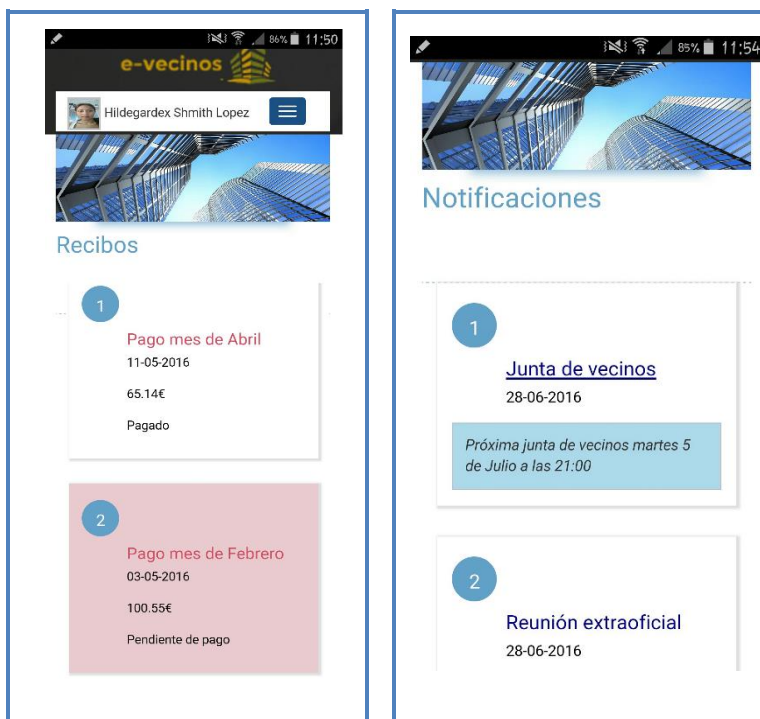 86% 11:50
e-vecinos
Hildegardex Shmith Lopez
Recibos
1
Pago mes de Abril
11-05-2016
65.14€
Pagado
2
Pago mes de Febrero
03-05-2016
100.55€
Pendiente de pago
85% 11:54
Notificaciones
1
Junta de vecinos
28-06-2016
Próxima junta de vecinos martes 5
de Julio a las 21:00
2
Reunión extraoficial
28-06-2016